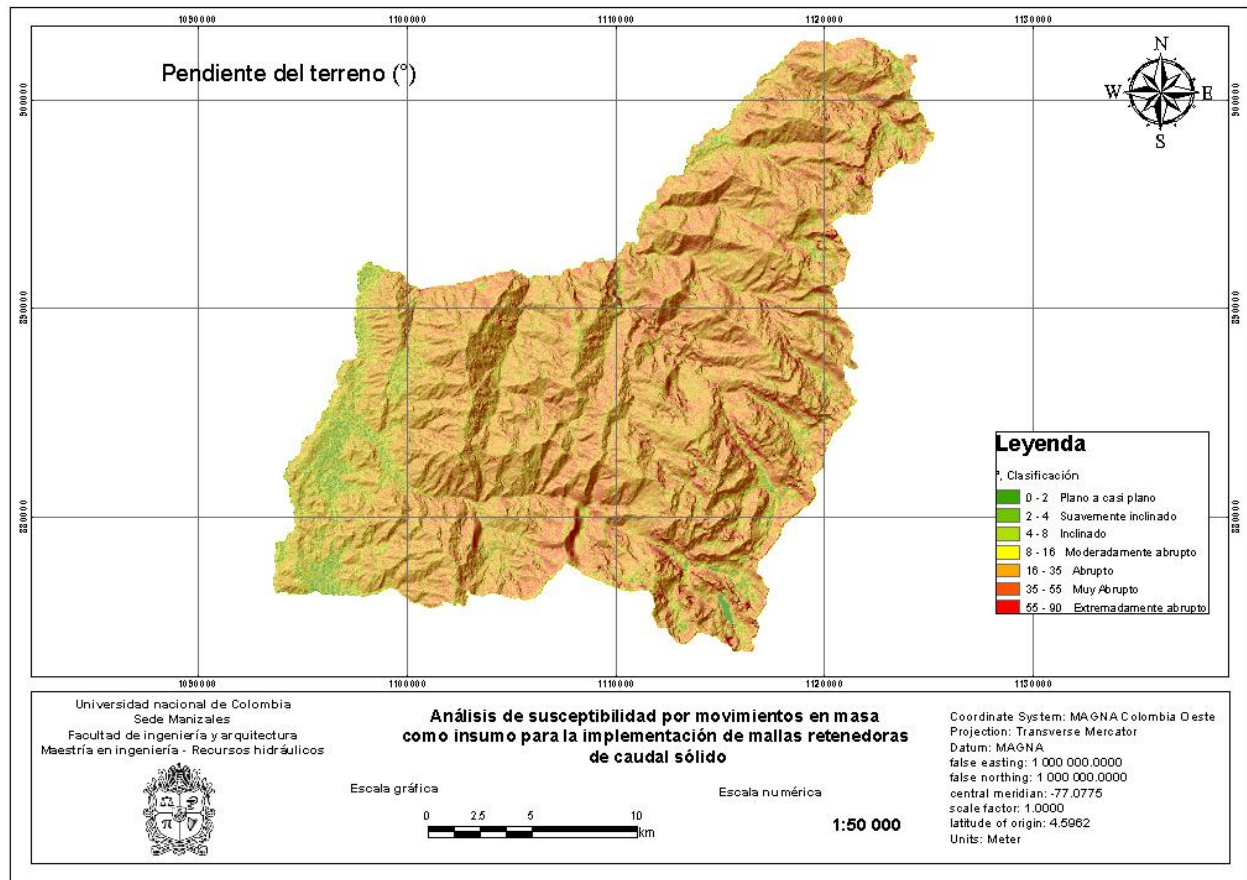 1090000 1100000 1110000 1120000 1130000
Pendiente del terreno (°)
N
W E
S
900000 900000
890000 890000
880000 880000
Leyenda
°, Clasificación
0 - 2 Plano a casi plano
2 - 4 Suavemente inclinado
4 - 8 Inclinado
8 - 16 Moderadamente abrupto
16 - 35 Abrupto
35 - 55 Muy Abrupto
55 - 90 Extremadamente abrupto
1090000 1100000 1110000 1120000 1130000
Universidad nacional de Colombia
Sede Manizales
Facultad de ingeniería y arquitectura
Maestría en ingeniería - Recursos hidráulicos
Análisis de susceptibilidad por movimientos en masa
como insumo para la implementación de mallas retenedoras
de caudal sólido
Escala gráfica
0 2.5 5 10
km
Escala numérica
1:50 000
Coordinate System: MAGNA Colombia Oeste
Projection: Transverse Mercator
Datum: MAGNA
false easting: 1 000 000.0000
false northing: 1 000 000.0000
central meridian: -77.0775
scale factor: 1.0000
latitude of origin: 4.5962
Units: Meter